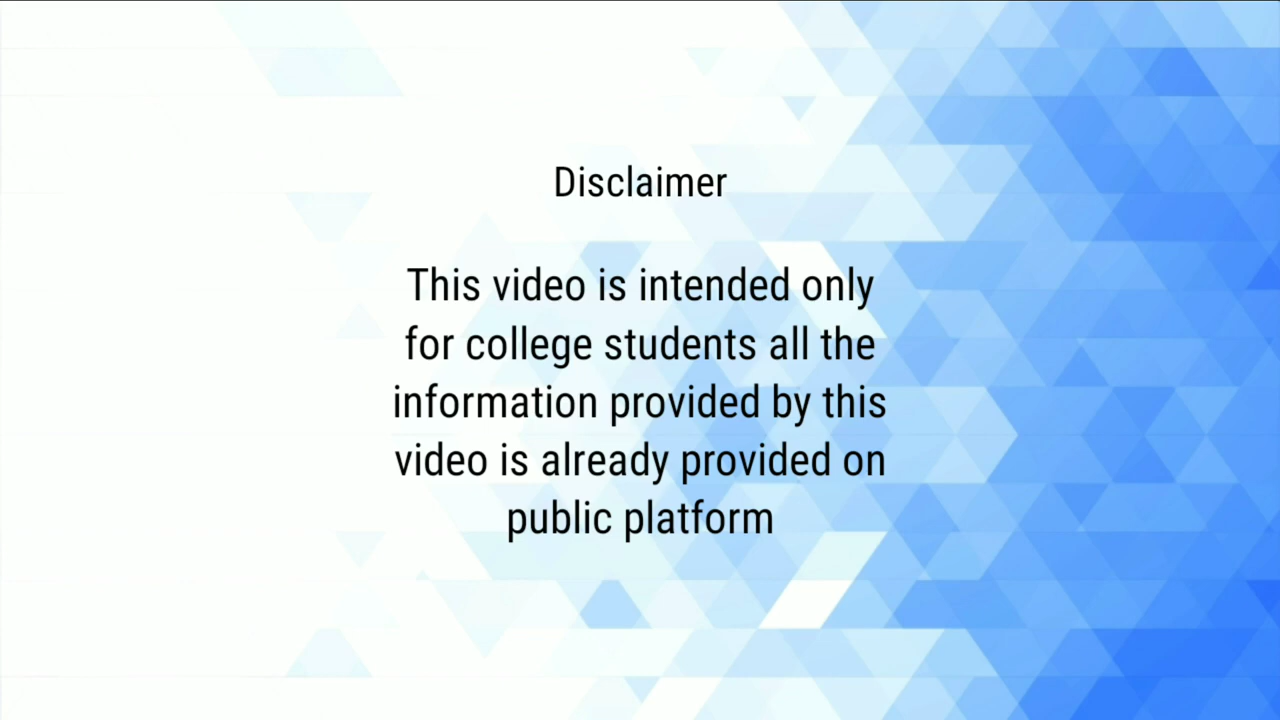 Disclaimer
This video is intended only
for college students all the
information provided by this
video is already provided on
public platform